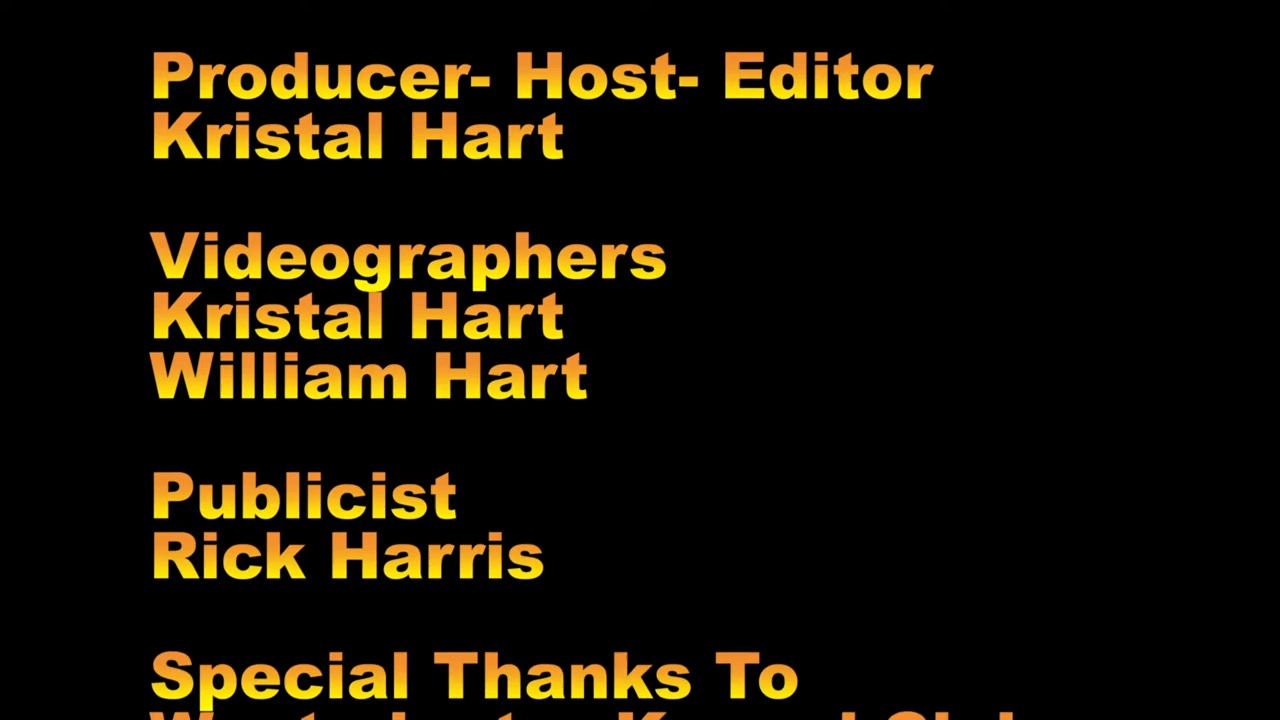 Producer- Host- Editor
Kristal Hart
Videographers
Kristal Hart
William Hart
Publicist
Rick Harris
Special Thanks To